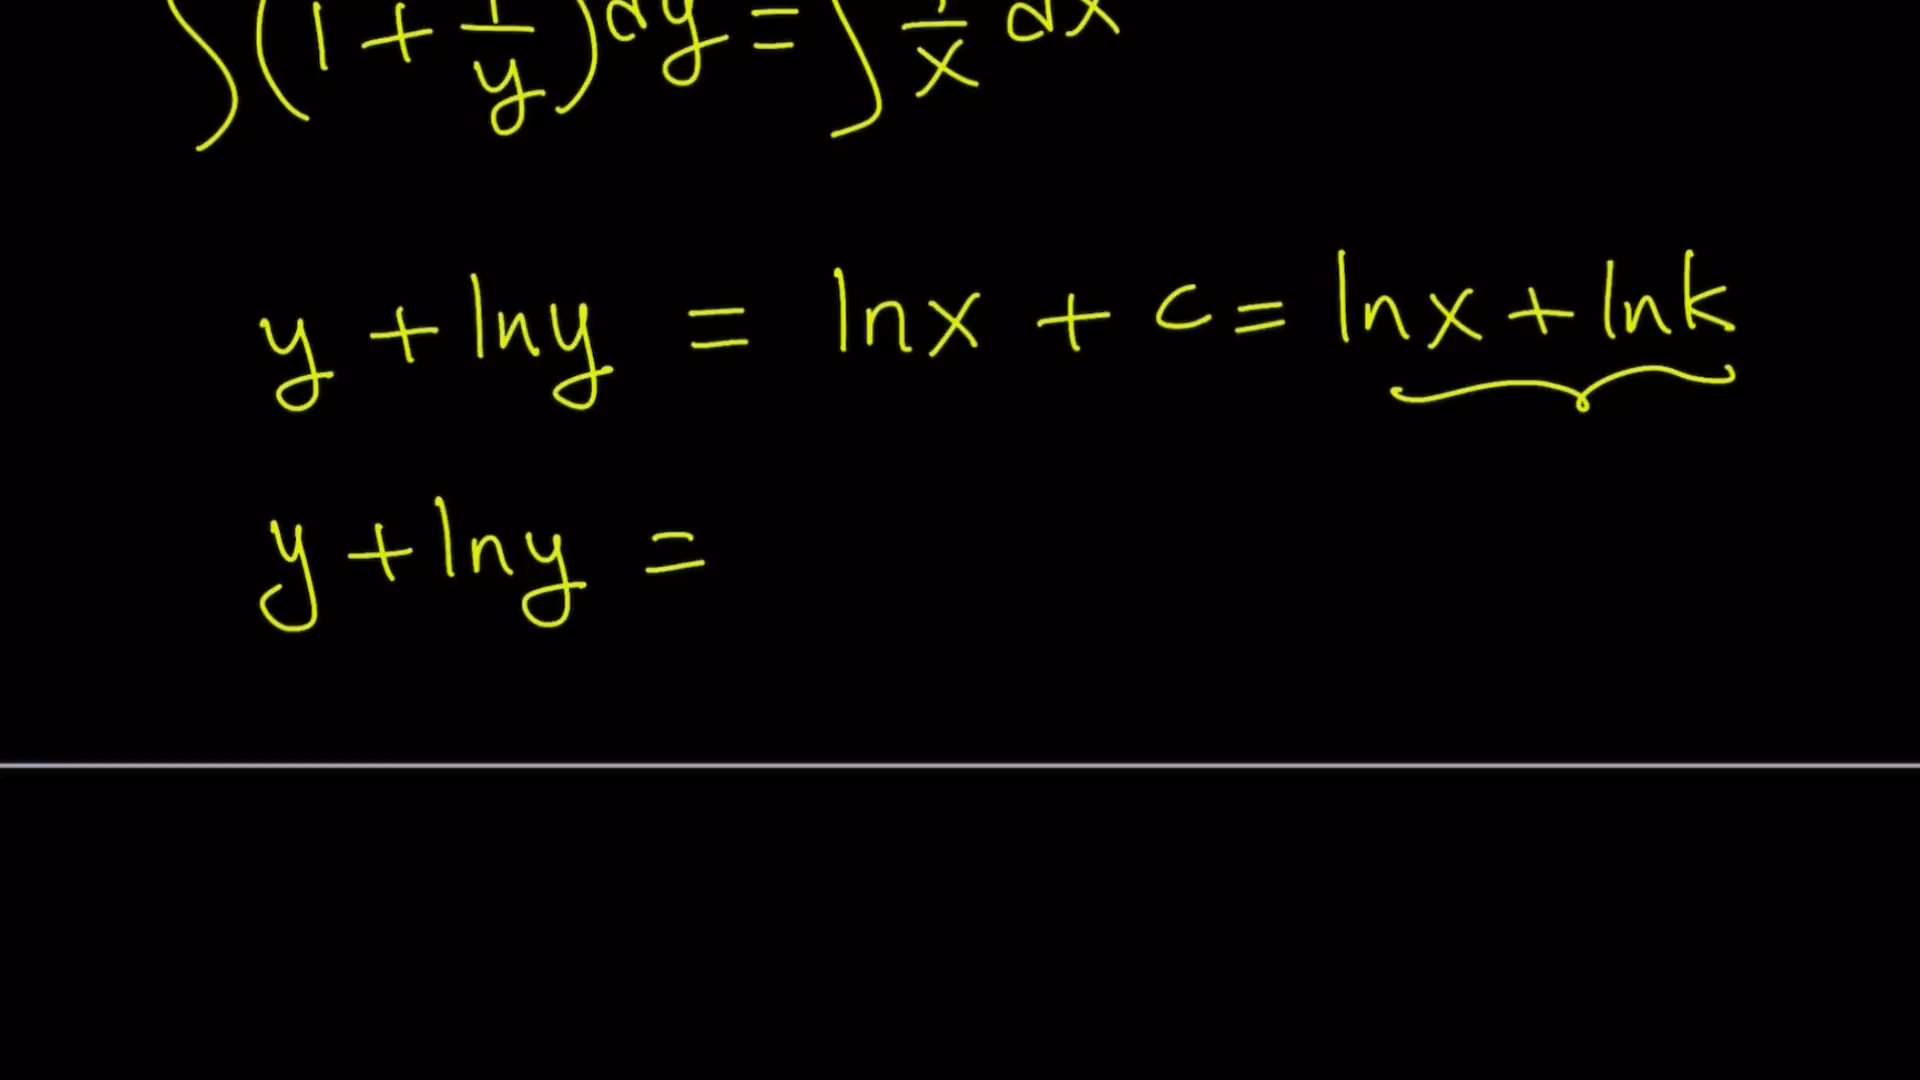 ∫(1 + 1/y)dy = ∫ 1/x dx
y + lny = lnx + c = lnx + lnk
y + lny =